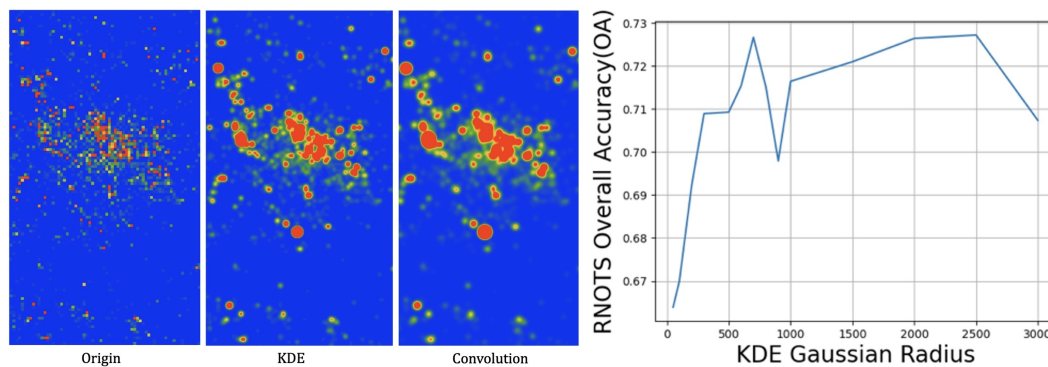 Origin
KDE
Convolution
RNOTS Overall Accuracy(OA)
0.73
0.72
0.71
0.70
0.69
0.68
0.67
0 500 1000 1500 2000 2500 3000
KDE Gaussian Radius